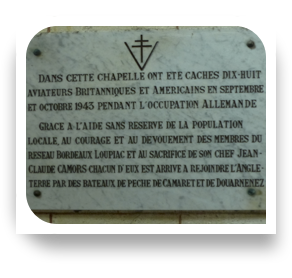 DANS CETTE CHAPELLE ONT ETE CACHES DIX-HUIT
AVIATEURS BRITANNIQUES ET AMERICAINS EN SEPTEMBRE
ET OCTOBRE 1943 PENDANT L'OCCUPATION ALLEMANDE
GRACE A L'AIDE SANS RESERVE DE LA POPULATION
LOCALE, AU COURAGE ET AU DEVOUEMENT DES MEMBRES DU
RESEAU BORDEAUX LOUPIAC ET AU SACRIFICE DE SON CHEF JEAN-
CLAUDE CAMORS-CHACUN D'EUX EST ARRIVE A REJOINDRE L'ANGLE-
TERRE PAR DES BATEAUX DE PECHE DE CAMARET ET DE DOUARNENEZ